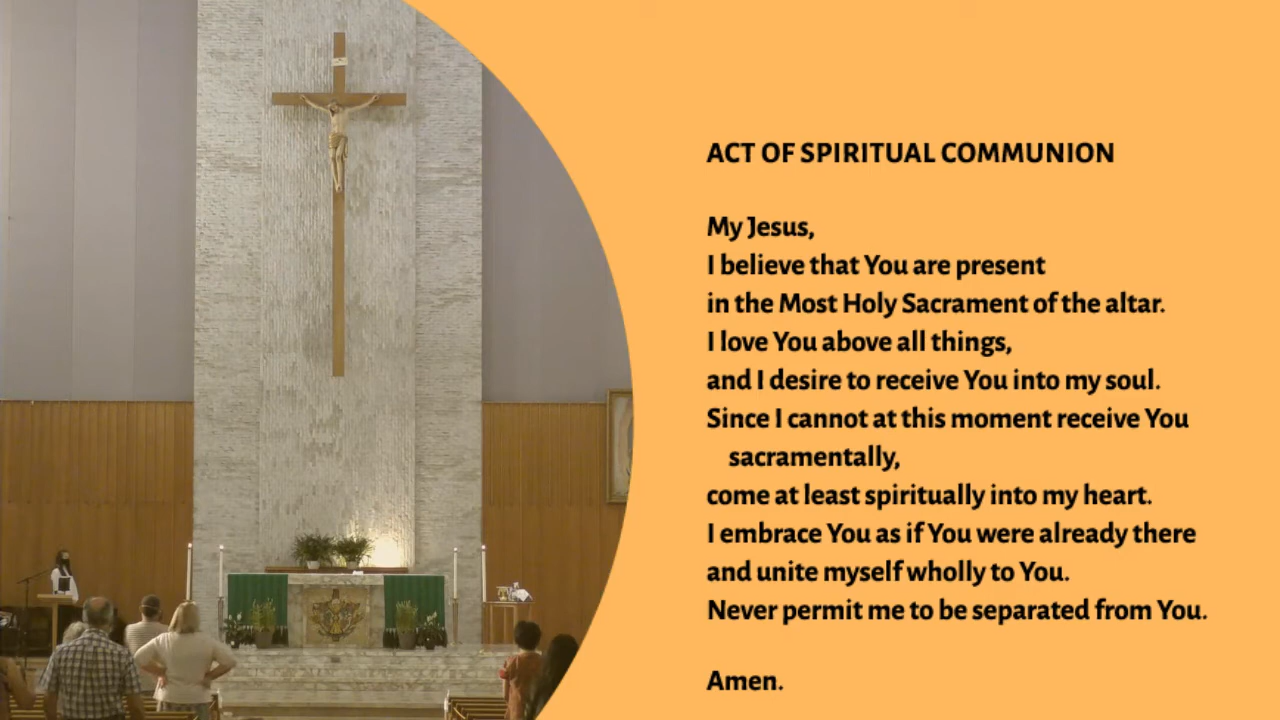 ACT OF SPIRITUAL COMMUNION
My Jesus,
I believe that You are present
in the Most Holy Sacrament of the altar.
I love You above all things,
and I desire to receive You into my soul.
Since I cannot at this moment receive You
sacramentally,
come at least spiritually into my heart.
I embrace You as if You were already there
and unite myself wholly to You.
Never permit me to be separated from You.
Amen.